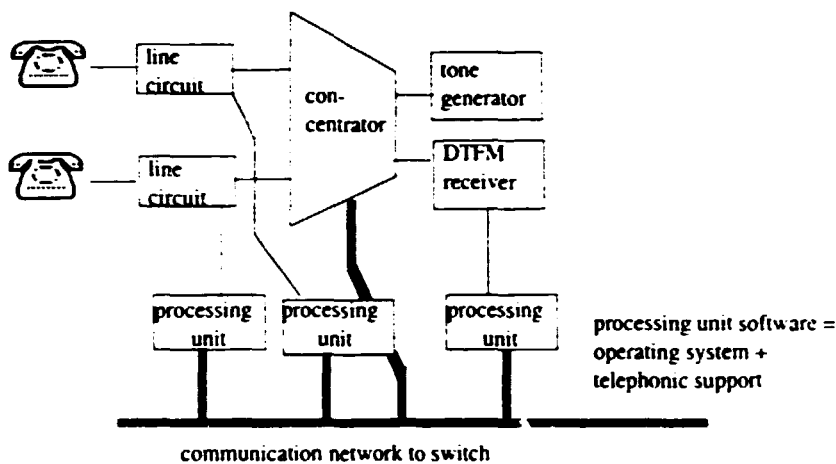 line
circuit
con-
centrator
tone
generator
line
circuit
DTFM
receiver
processing
unit
processing
unit
processing
unit
processing unit software =
operating system +
telephonic support
communication network to switch